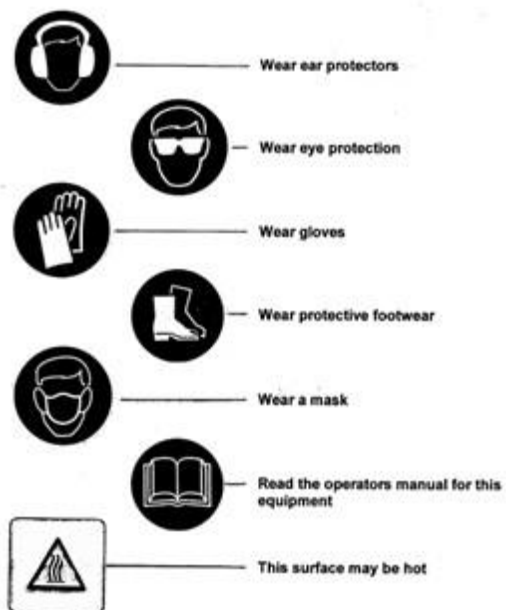 Wear ear protectors
Wear eye protection
Wear gloves
Wear protective footwear
Wear a mask
Read the operators manual for this
equipment
This surface may be hot